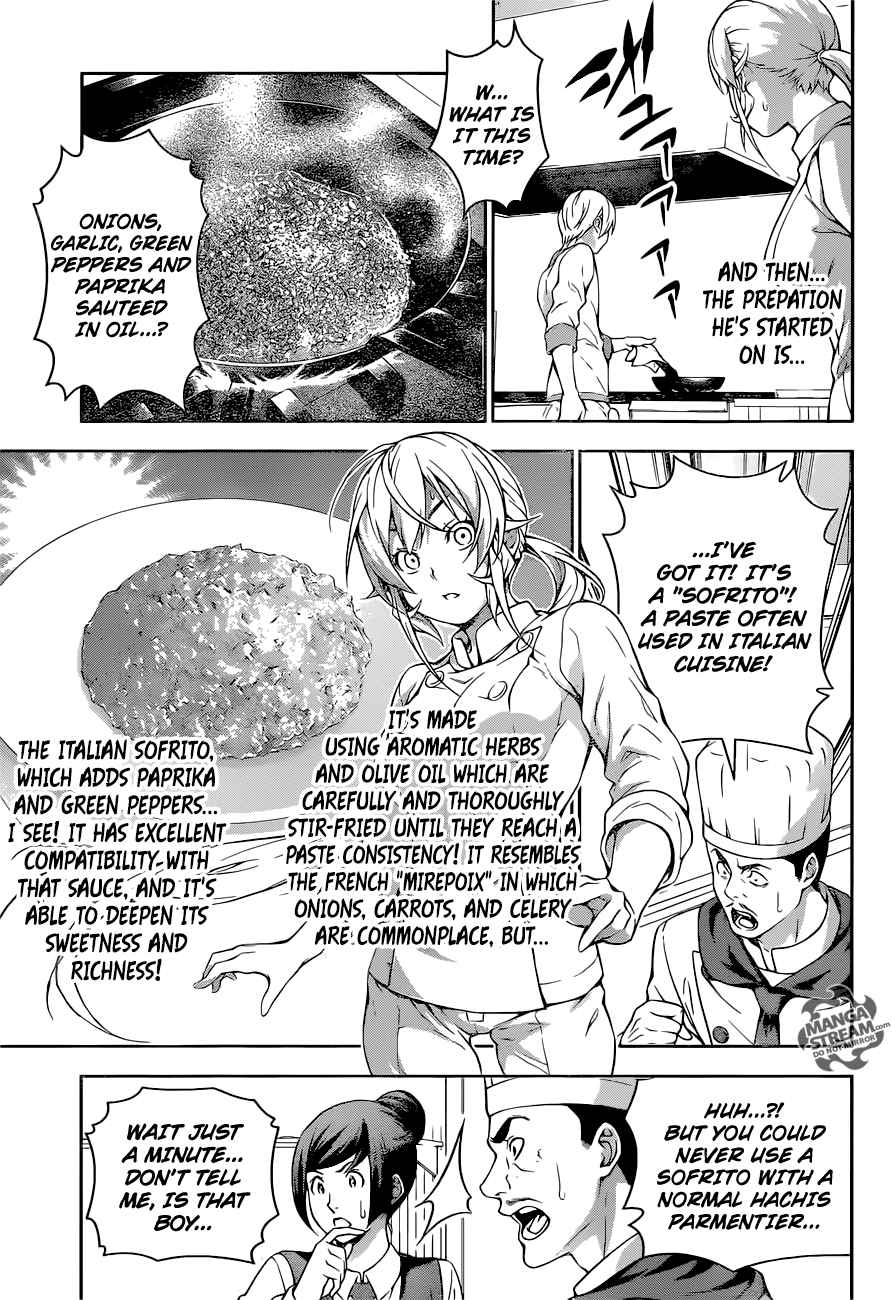 ジュ
W...
WHAT IS
IT THIS
TIME?
AND THEN...
THE PREPATION
HE'S STARTED
ON IS...
ONIONS,
GARLIC, GREEN
PEPPERS AND
PAPRIKA
SAUTEED
IN OIL...?
...I'VE
GOT IT! IT'S
A "SOFRITO"!
A PASTE OFTEN
USED IN ITALIAN
CUISINE!
IT'S MADE
USING AROMATIC HERBS
AND OLIVE OIL WHICH ARE
CAREFULLY AND THOROUGHLY
STIR-FRIED UNTIL THEY REACH A
PASTE CONSISTENCY! IT RESEMBLES
THE FRENCH "MIREPOIX" IN WHICH
ONIONS, CARROTS, AND CELERY
ARE COMMONPLACE, BUT...
THE ITALIAN SOFRITO,
WHICH ADDS PAPRIKA
AND GREEN PEPPERS...
I SEE! IT HAS EXCELLENT
COMPATIBILITY WITH
THAT SAUCE, AND IT'S
ABLE TO DEEPEN ITS
SWEETNESS AND
RICHNESS!
MANGA
STREAM.com
DO NOT MIRROR
HUH...?!
BUT YOU COULD
NEVER USE A
SOFRITO WITH A
NORMAL HACHIS
PARMENTIER...
WAIT JUST
A MINUTE...
DON'T TELL
ME, IS THAT
BOY...